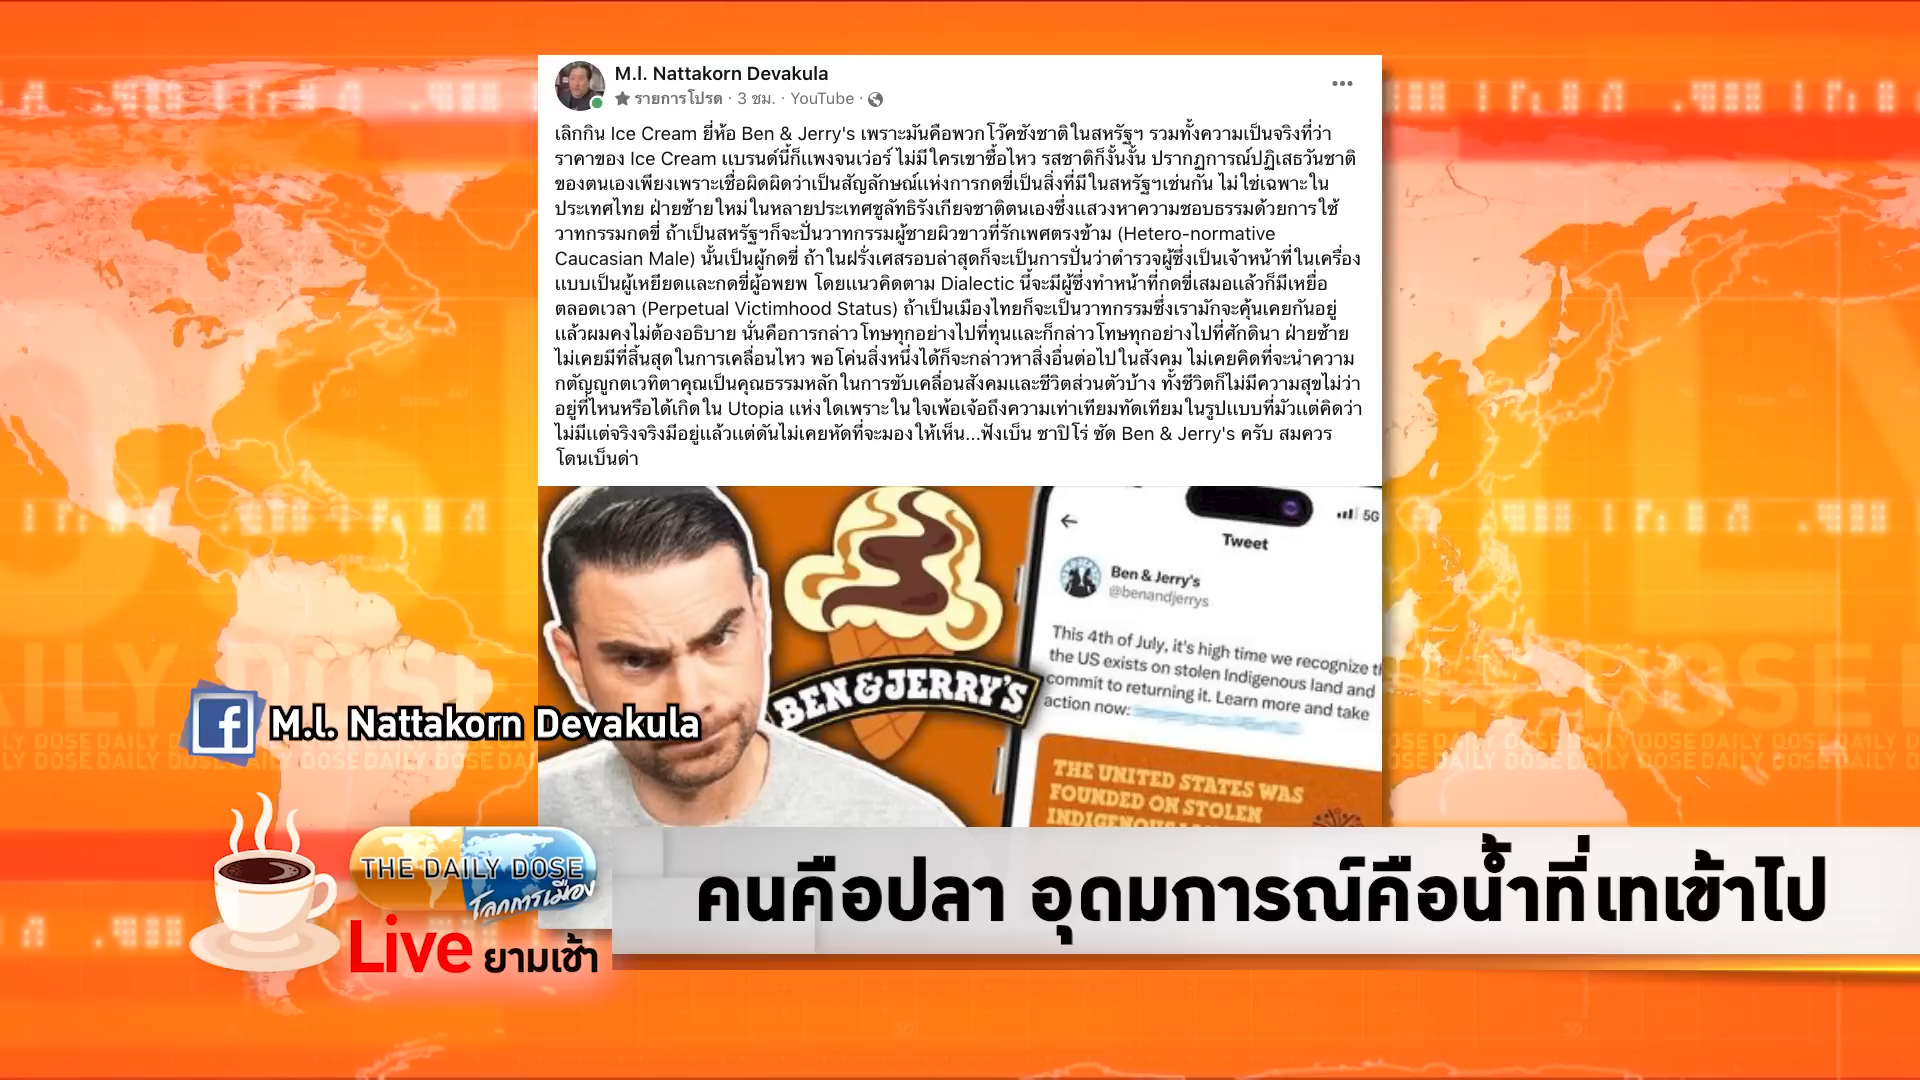 M.l. Nattakorn Devakula
รายการโปรด · 3 ชม. · YouTube ·
เลิกกิน Ice Cream ยี่ห้อ Ben & Jerry's เพราะมันคือพวกโว๊คชังชาติในสหรัฐฯ รวมทั้งความเป็นจริงที่ว่า
ราคาของ Ice Cream แบรนด์นี้ก็แพงจนเว่อร์ ไม่มีใครเขาซื้อไหว รสชาติก็งั้นงั้น ปรากฏการณ์ปฏิเสธวันชาติ
ของตนเองเพียงเพราะเชื่อผิดผิดว่าเป็นสัญลักษณ์แห่งการกดขี่เป็นสิ่งที่มีในสหรัฐฯเช่นกัน ไม่ใช่เฉพาะใน
ประเทศไทย ฝ่ายซ้ายใหม่ในหลายประเทศชูลัทธิรังเกียจชาติตนเองซึ่งแสวงหาความชอบธรรมด้วยการใช้
วาทกรรมกดขี่ ถ้าเป็นสหรัฐฯก็จะปั่นวาทกรรมผู้ชายผิวขาวที่รักเพศตรงข้าม (Hetero-normative
Caucasian Male) นั้นเป็นผู้กดขี่ ถ้าในฝรั่งเศสรอบล่าสุดก็จะเป็นการปั่นว่าตำรวจผู้ซึ่งเป็นเจ้าหน้าที่ในเครื่อง
แบบเป็นผู้เหยียดและกดขี่ผู้อพยพ โดยแนวคิดตาม Dialectic นี้จะมีผู้ซึ่งทำหน้าที่กดขี่เสมอแล้วก็มีเหยื่อ
ตลอดเวลา (Perpetual Victimhood Status) ถ้าเป็นเมืองไทยก็จะเป็นวาทกรรมซึ่งเรามักจะคุ้นเคยกันอยู่
แล้วผมคงไม่ต้องอธิบาย นั่นคือการกล่าวโทษทุกอย่างไปที่ทุนและก็กล่าวโทษทุกอย่างไปที่ศักดินา ฝ่ายซ้าย
ไม่เคยมีที่สิ้นสุดในการเคลื่อนไหว พอโค่นสิ่งหนึ่งได้ก็จะกล่าวหาสิ่งอื่นต่อไปในสังคม ไม่เคยคิดที่จะนำความ
กตัญญูกตเวทิตาคุณเป็นคุณธรรมหลักในการขับเคลื่อนสังคมและชีวิตส่วนตัวบ้าง ทั้งชีวิตก็ไม่มีความสุขไม่ว่า
อยู่ที่ไหนหรือได้เกิดใน Utopia แห่งใดเพราะในใจเพ้อเจ้อถึงความเท่าเทียมทัดเทียมในรูปแบบที่มัวแต่คิดว่า
ไม่มีแต่จริงจริงมีอยู่แล้วแต่ดันไม่เคยหัดที่จะมองให้เห็น...ฟังเบ็น ชาปิโร่ ซัด Ben & Jerry's ครับ สมควร
โดนเบ็นด่า
5G
Tweet
Ben & Jerry's
@benandjerrys
This 4th of July, it's high time we recognize th
the US exists on stolen Indigenous land and
commit to returning it. Learn more and take
action now:
THE UNITED STATES WAS
FOUNDED ON STOLEN
INDIGENOUS
BEN & JERRY'S
M.l. Nattakorn Devakula
THE DAILY DOSE
โลกการเมือง
Live ยามเช้า
คนคือปลา อุดมการณ์คือน้ำที่เทเข้าไป